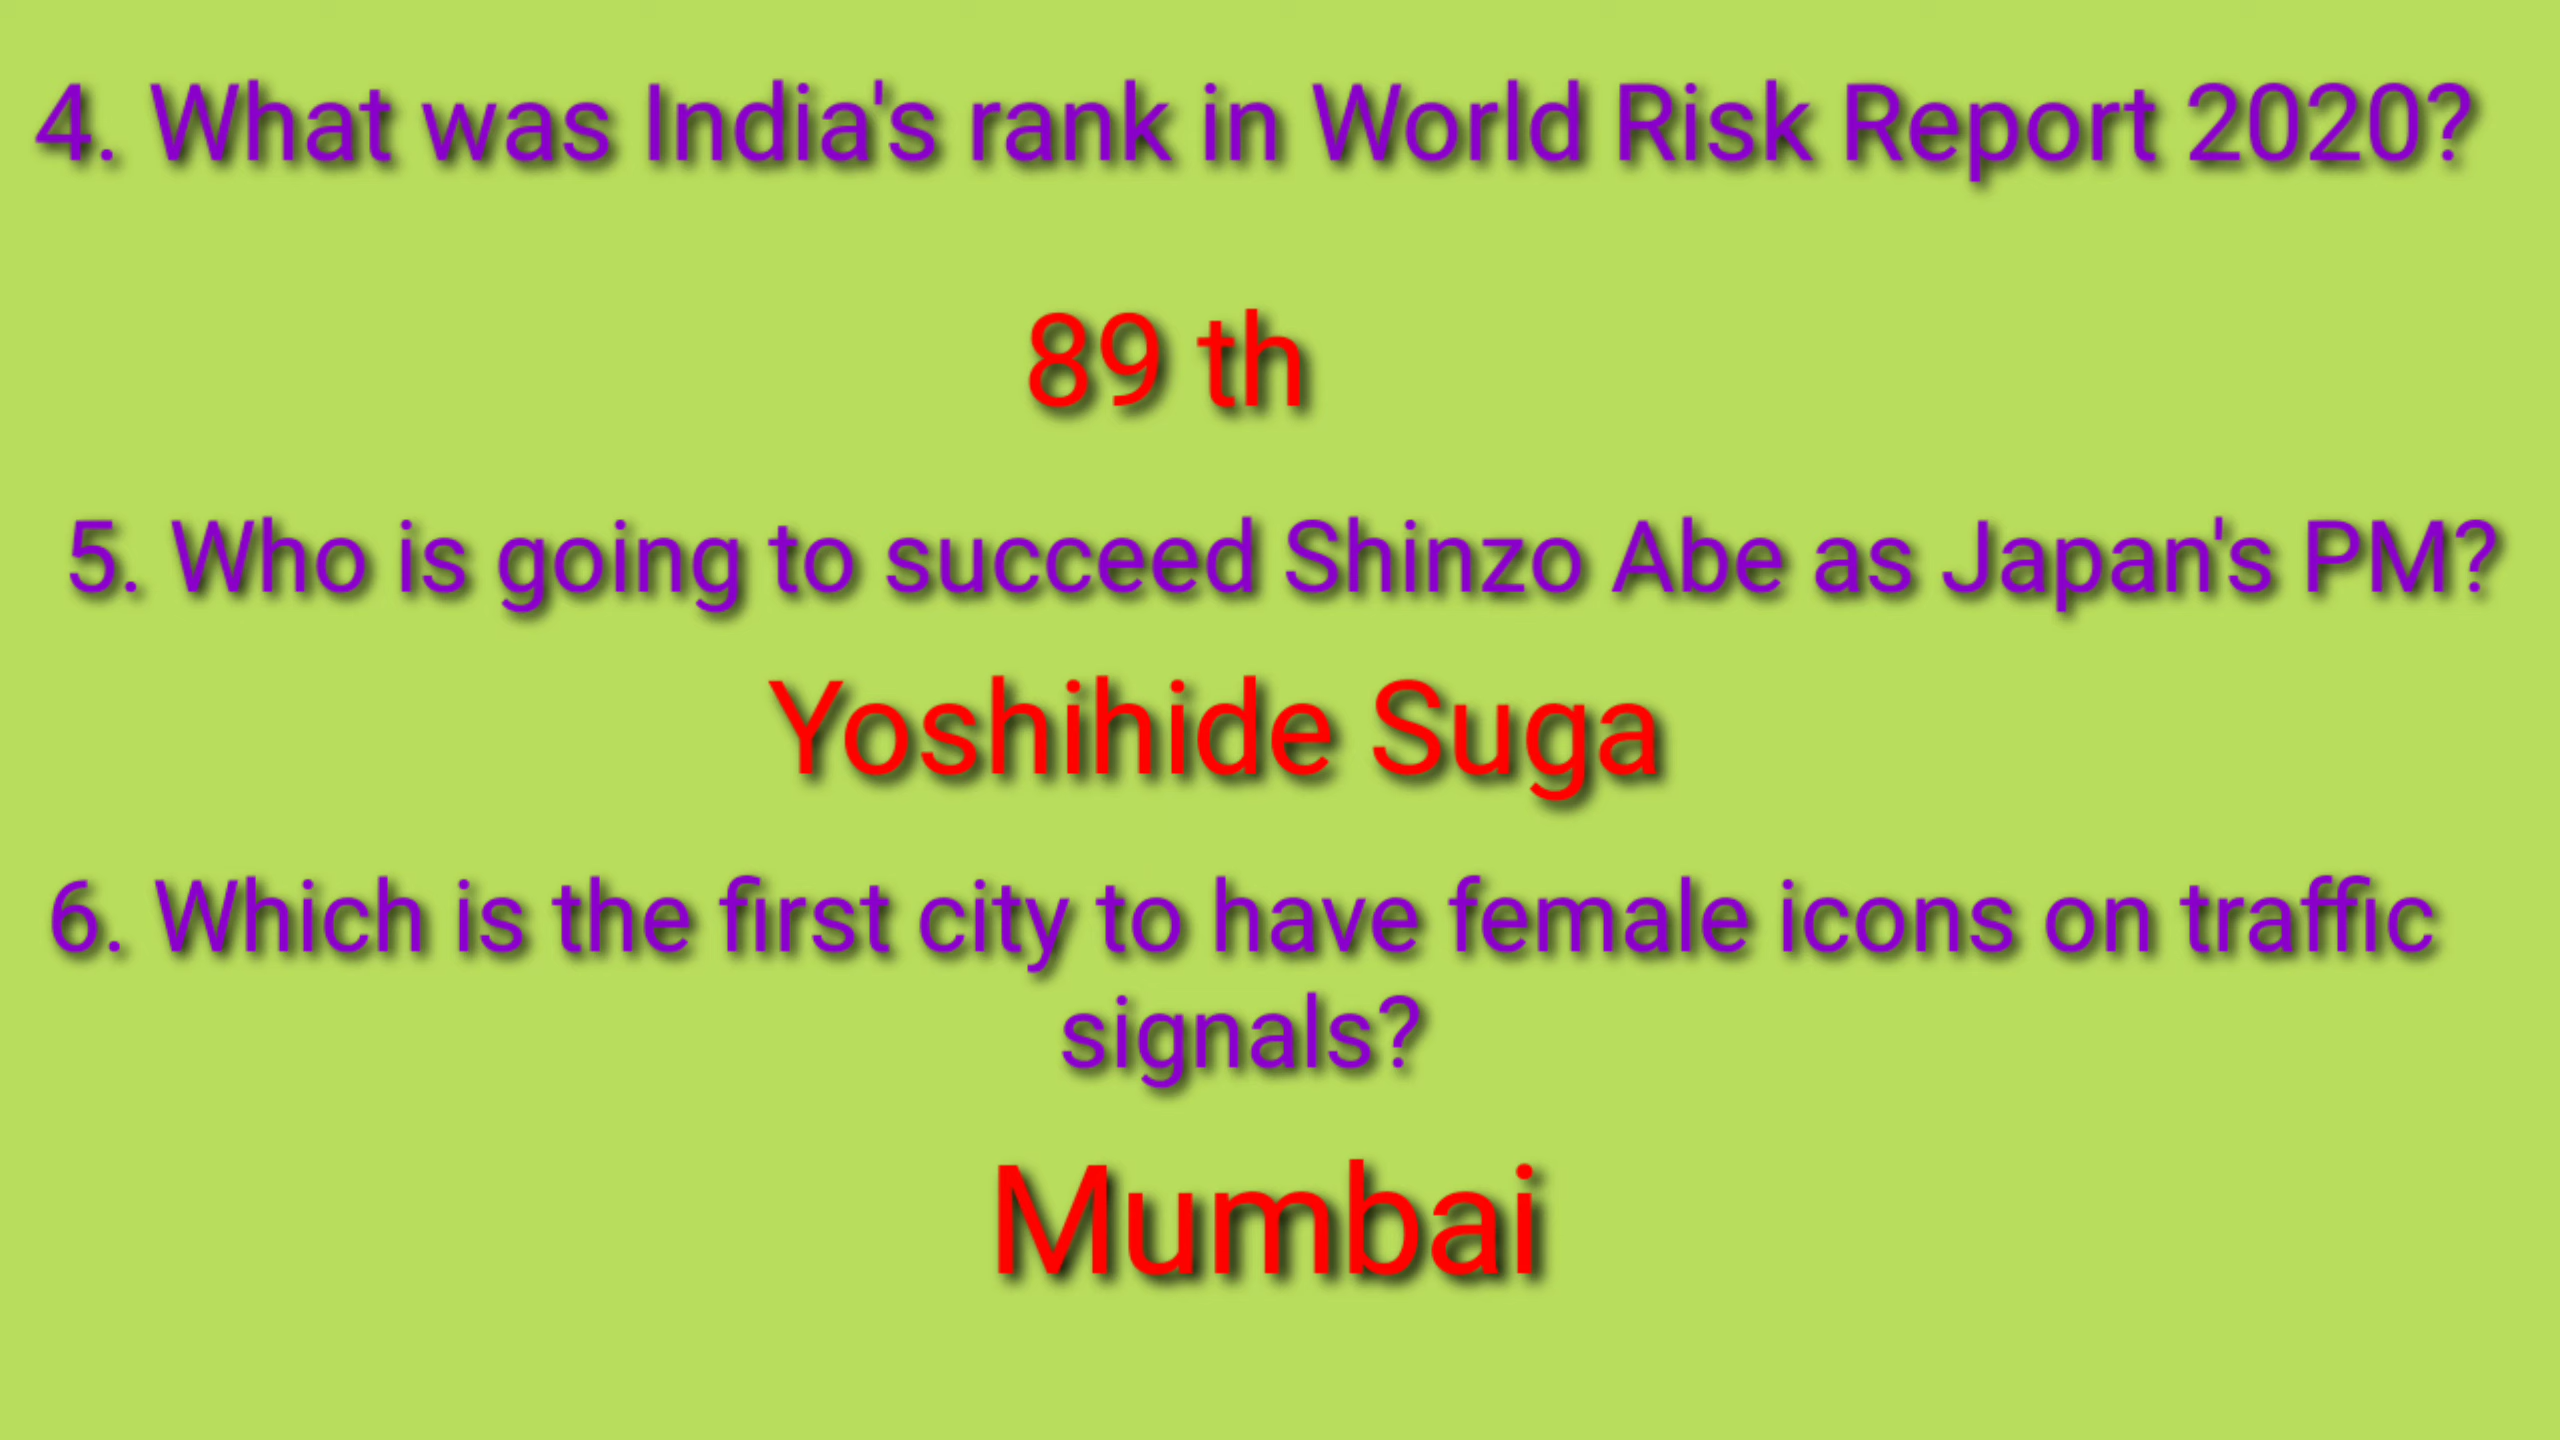 4. What was India's rank in World Risk Report 2020?
89 th
5. Who is going to succeed Shinzo Abe as Japan's PM?
Yoshihide Suga
6. Which is the first city to have female icons on traffic
signals?
Mumbai